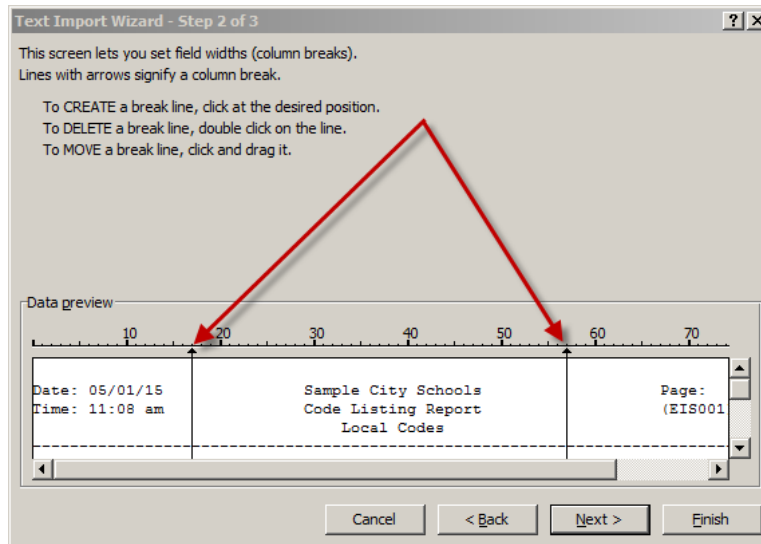 Text Import Wizard - Step 2 of 3
This screen lets you set field widths (column breaks).
Lines with arrows signify a column break.
To CREATE a break line, click at the desired position.
To DELETE a break line, double click on the line.
To MOVE a break line, click and drag it.
Data preview
10 20 30 40 50 60 70
Date: 05/01/15 Sample City Schools Page:
Time: 11:08 am Code Listing Report (EIS001
Local Codes
Cancel < Back Next > Finish